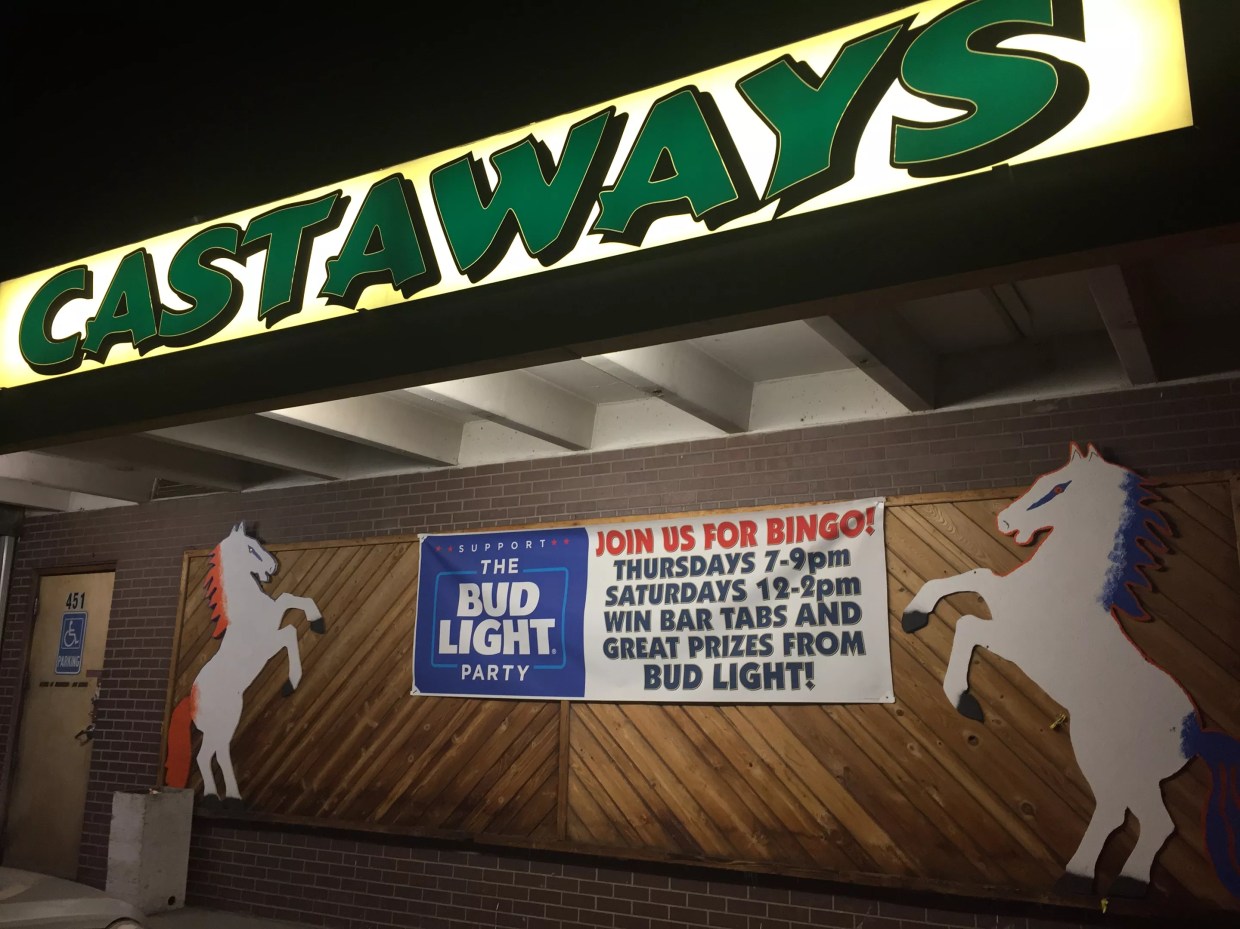 CASTAWAYS
SUPPORT
THE
BUD
LIGHT.
PARTY
JOIN US FOR BINGO!
THURSDAYS 7-9pm
SATURDAYS 12-2pm
WIN BAR TABS AND
GREAT PRIZES FROM
BUD LIGHT!
451
PARKING